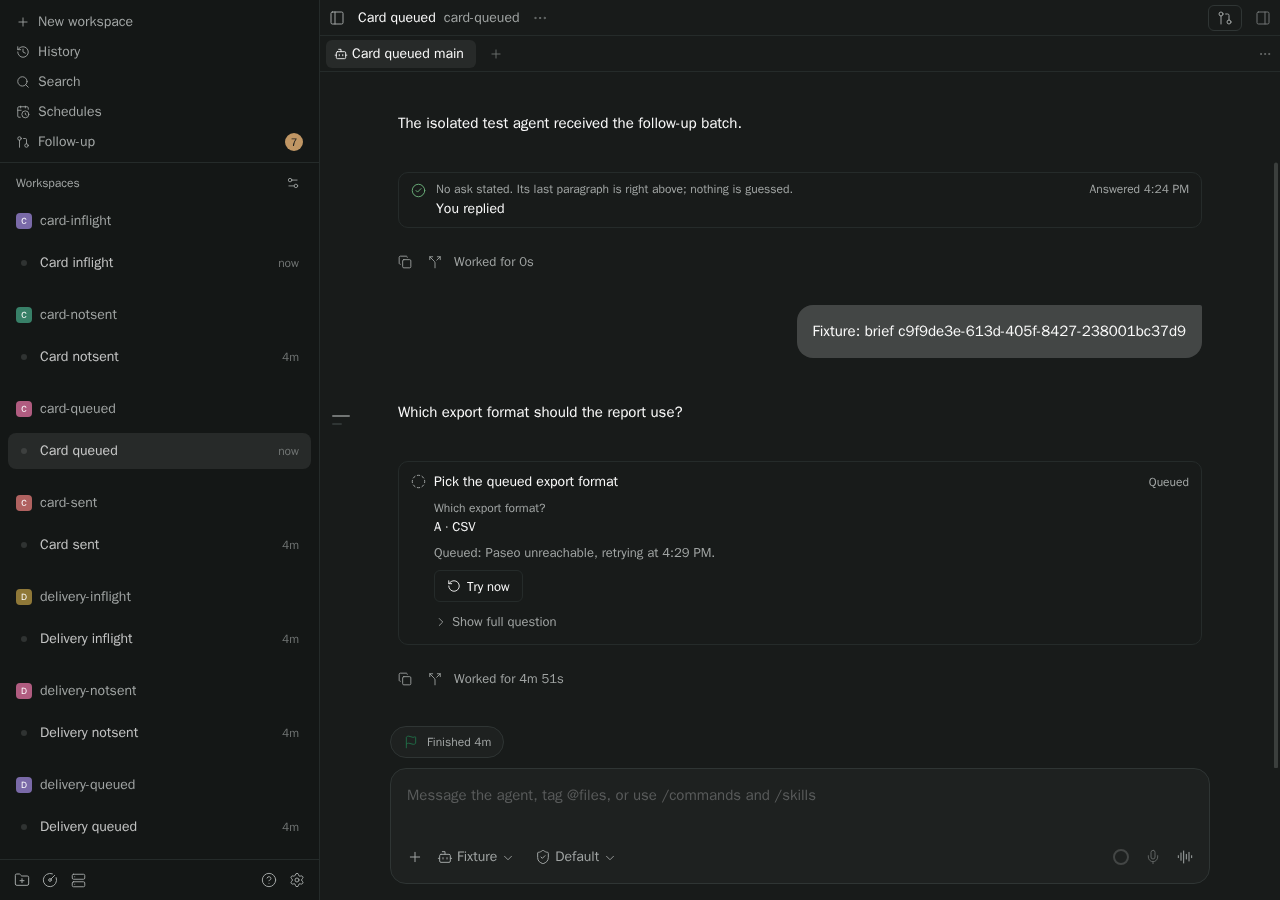 New workspace
History
Search
Schedules
Follow-up 7
Workspaces
C card-inflight
Card inflight now
C card-notsent
Card notsent 4m
C card-queued
Card queued now
C card-sent
Card sent 4m
D delivery-inflight
Delivery inflight 4m
D delivery-notsent
Delivery notsent 4m
D delivery-queued
Delivery queued 4m
Card queued card-queued
Card queued main
The isolated test agent received the follow-up batch.
No ask stated. Its last paragraph is right above; nothing is guessed. Answered 4:24 PM
You replied
Worked for 0s
Fixture: brief c9f9de3e-613d-405f-8427-238001bc37d9
Which export format should the report use?
Pick the queued export format Queued
Which export format?
A · CSV
Queued: Paseo unreachable, retrying at 4:29 PM.
Try now
Show full question
Worked for 4m 51s
Finished 4m
Message the agent, tag @files, or use /commands and /skills
Fixture Default